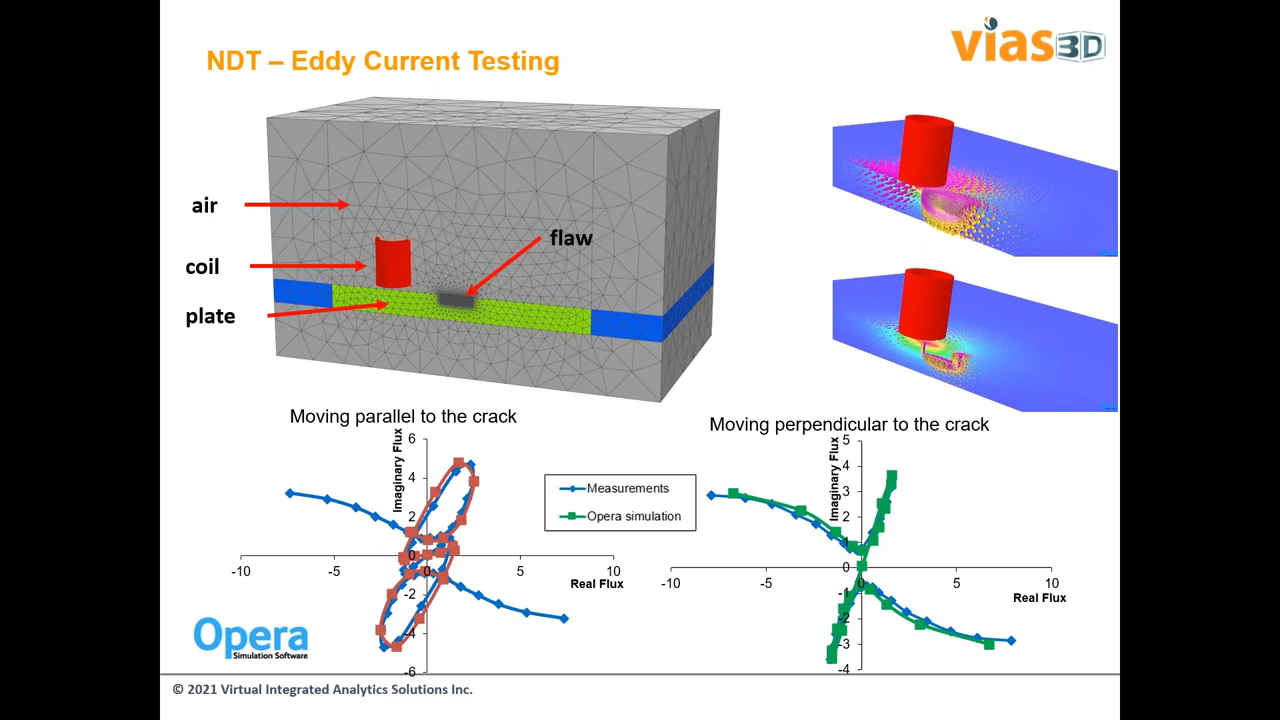 NDT – Eddy Current Testing
vias3D
air
flaw
coil
plate
Moving parallel to the crack
Moving perpendicular to the crack
Imaginary Flux
6
4
2
0
-2
-4
-6
-10
-5
0
5
10
Real Flux
Measurements
Opera simulation
Imaginary Flux
5
4
3
2
1
0
-1
-2
-3
-4
-10
-5
0
5
10
Real Flux
Opera
Simulation Software
© 2021 Virtual Integrated Analytics Solutions Inc.